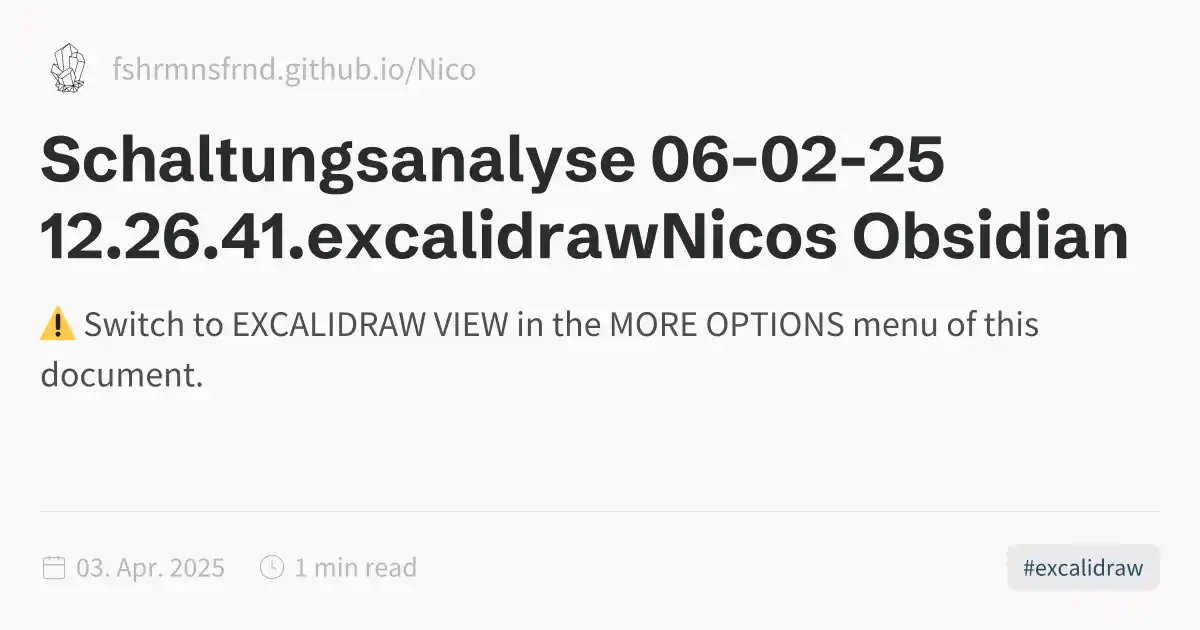 fshrmnsfrnd.github.io/Nico
Schaltungsanalyse 06-02-25
12.26.41.excalidrawNicos Obsidian
⚠️ Switch to EXCALIDRAW VIEW in the MORE OPTIONS menu of this
document.
03. Apr. 2025 1 min read #excalidraw